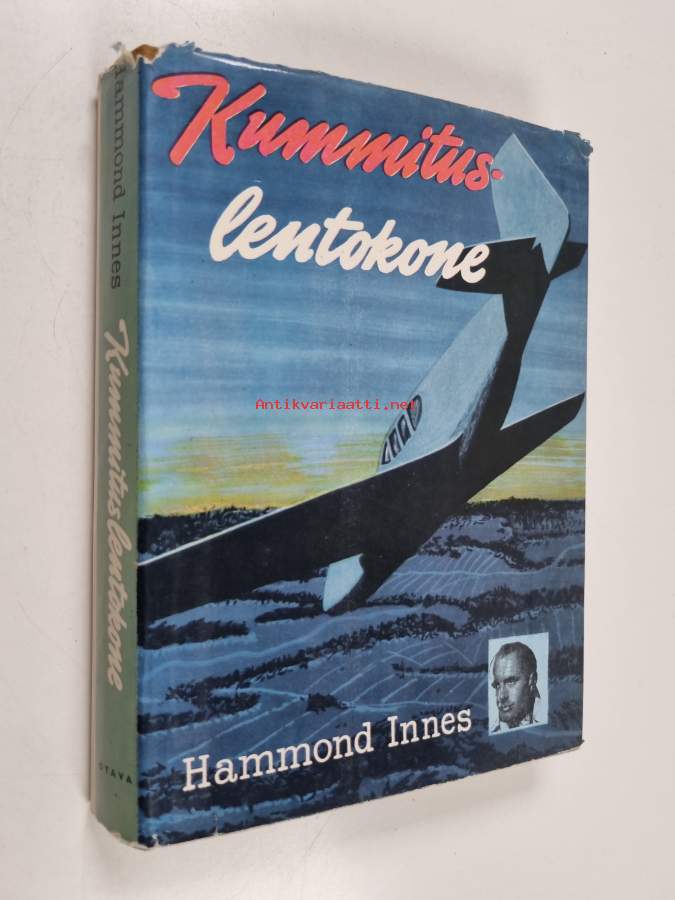 Kummitus-
lentokone
Hammond Innes
Hammond Innes
Kummituslentokone
OTAVA
Antikvariaatti.net